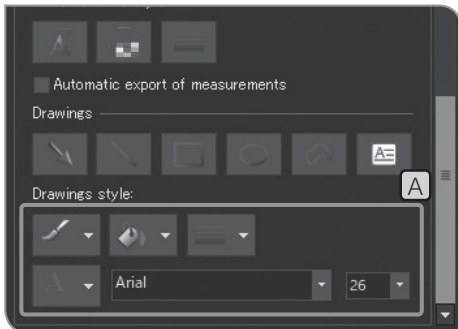 Automatic export of measurements
Drawings
A
Drawings style:
Arial
26